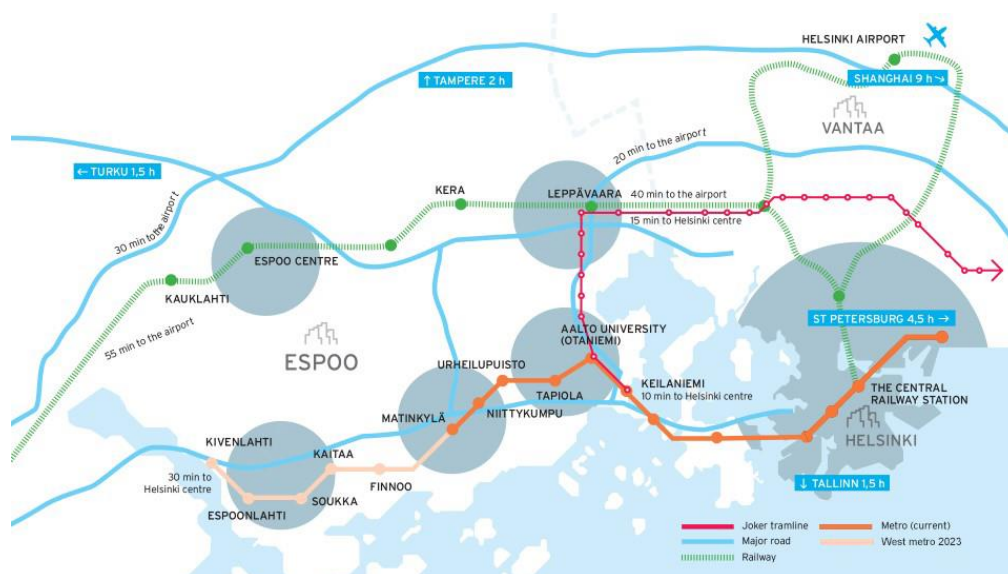 HELSINKI AIRPORT
↑ TAMPERE 2 h
SHANGHAI 9 h →
VANTAA
← TURKU 1,5 h
20 min to the airport
KERA
LEPPÄVAARA
40 min to the airport
15 min to Helsinki centre
30 min to the airport
ESPOO CENTRE
KAUKLAHTI
55 min to the airport
ESPOO
ST PETERSBURG 4,5 h →
AALTO UNIVERSITY
(OTANIEMI)
URHEILUPUISTO
TAPIOLA
KEILANIEMI
10 min to Helsinki centre
THE CENTRAL
RAILWAY STATION
MATINKYLÄ
NIITTYKUMPU
HELSINKI
KIVENLAHTI
KAITAA
30 min to
Helsinki centre
FINNOO
SOUKKA
ESPOONLAHTI
↓ TALLINN 1,5 h
Joker tramline
Metro (current)
Major road
West metro 2023
Railway